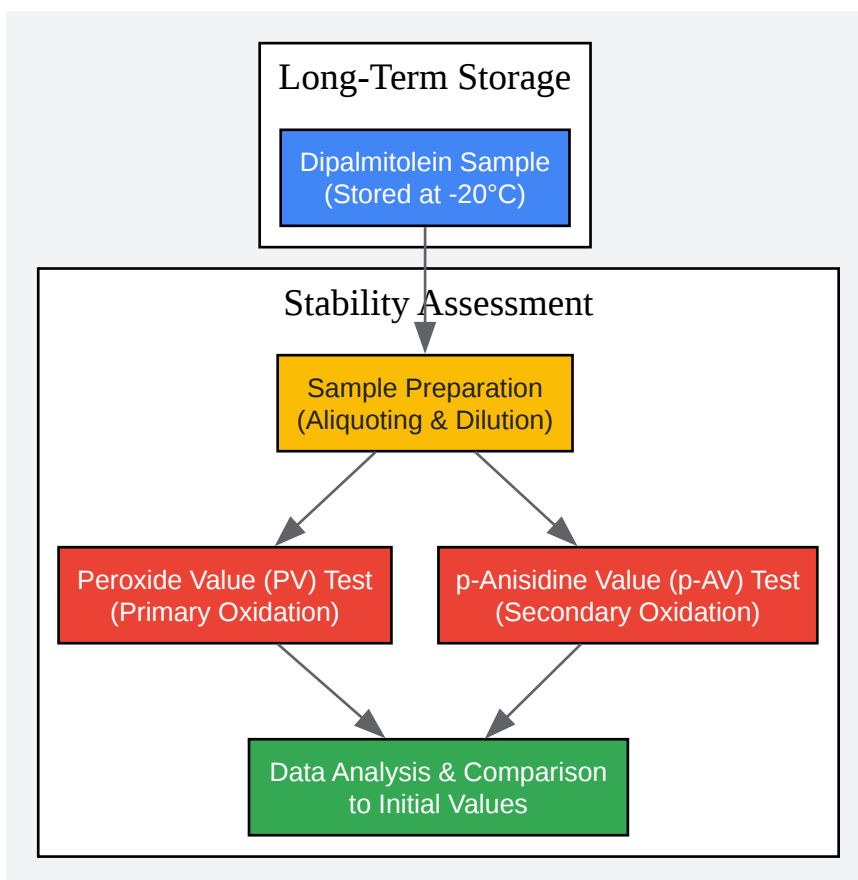 Long-Term Storage
Dipalmitolein Sample
(Stored at -20°C)
Stability Assessment
Sample Preparation
(Aliquoting & Dilution)
Peroxide Value (PV) Test
(Primary Oxidation)
p-Anisidine Value (p-AV) Test
(Secondary Oxidation)
Data Analysis & Comparison
to Initial Values